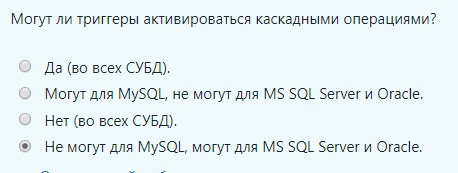 Могут ли триггеры активироваться каскадными операциями?
Да (во всех СУБД).
Могут для MySQL, не могут для MS SQL Server и Oracle.
Нет (во всех СУБД).
Не могут для MySQL, могут для MS SQL Server и Oracle.